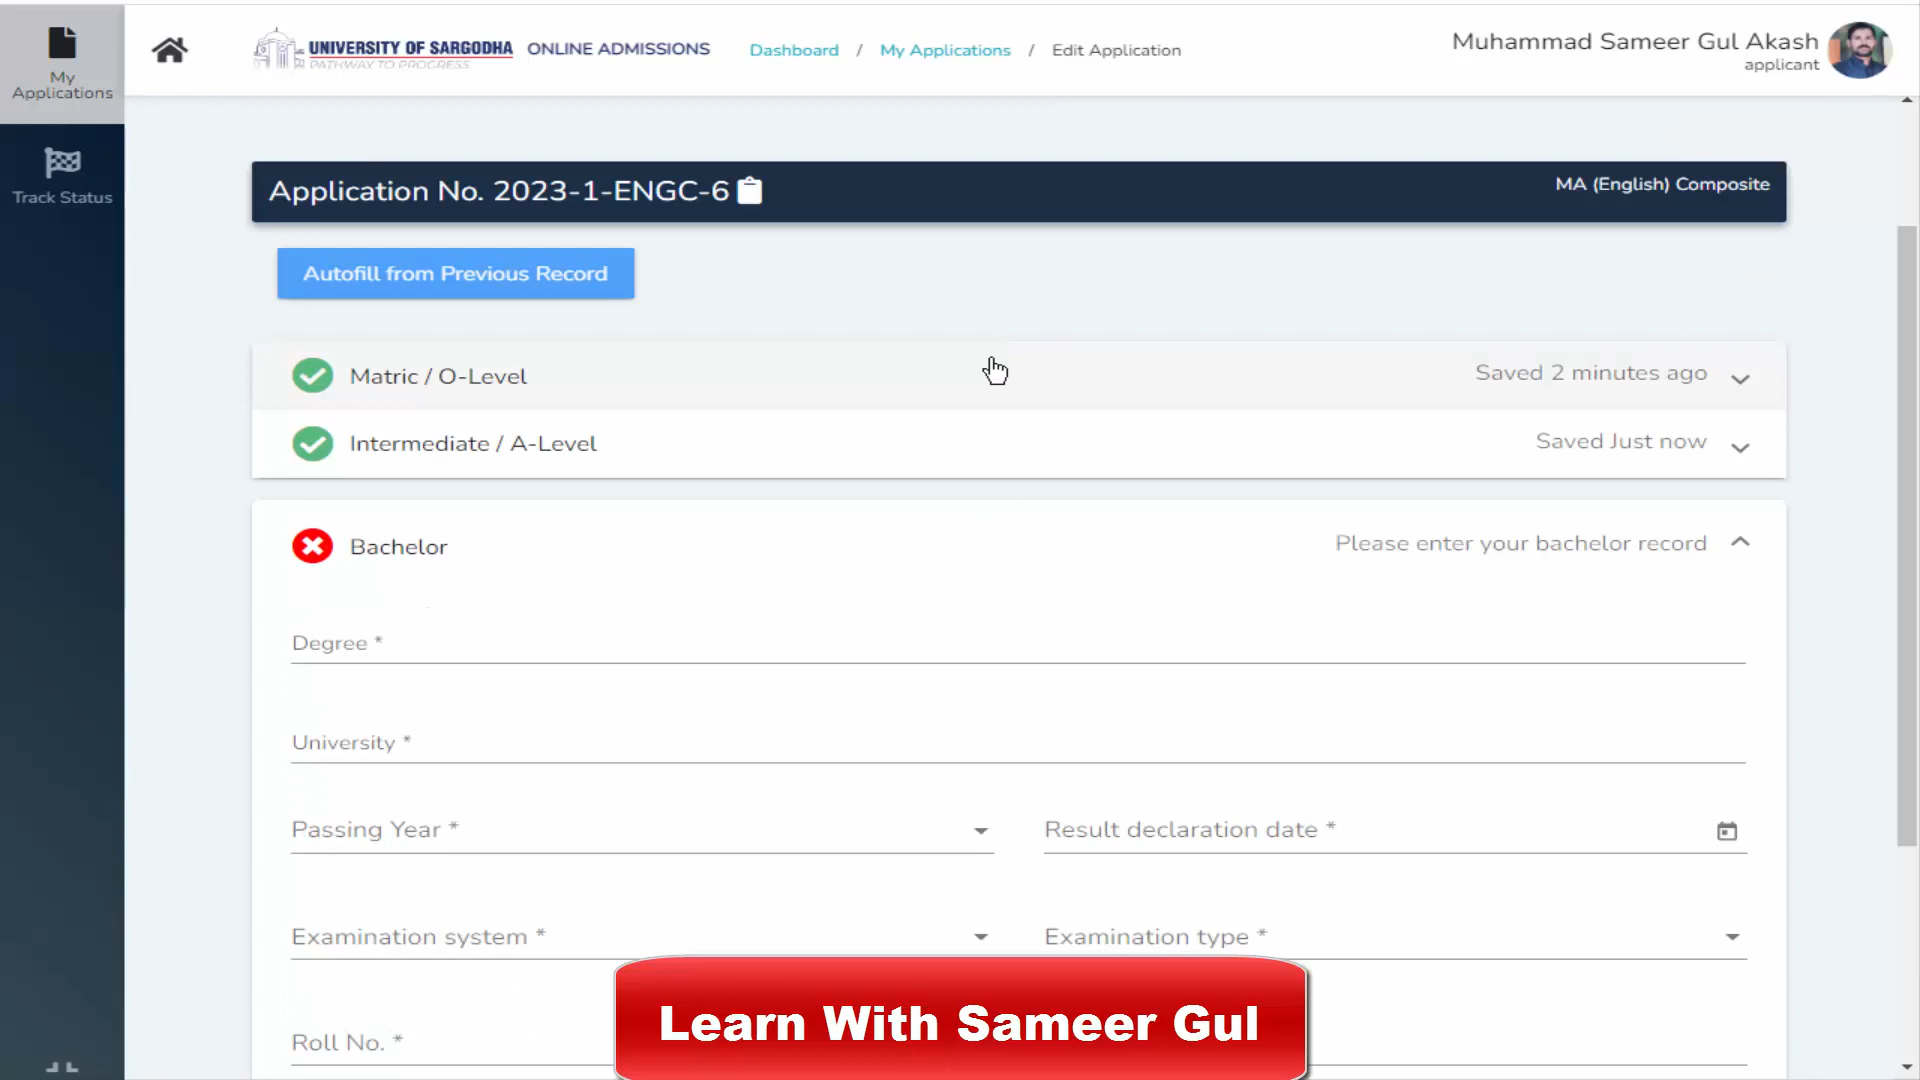 My
Applications
Track Status
UNIVERSITY OF SARGODHA
PATHWAY TO PROGRESS
ONLINE ADMISSIONS
Dashboard / My Applications / Edit Application
Muhammad Sameer Gul Akash
applicant
Application No. 2023-1-ENGC-6
MA (English) Composite
Autofill from Previous Record
Matric / O-Level
Saved 2 minutes ago
Intermediate / A-Level
Saved Just now
Bachelor
Please enter your bachelor record
Degree *
University *
Passing Year *
Result declaration date *
Examination system *
Examination type *
Roll No. *
Learn With Sameer Gul